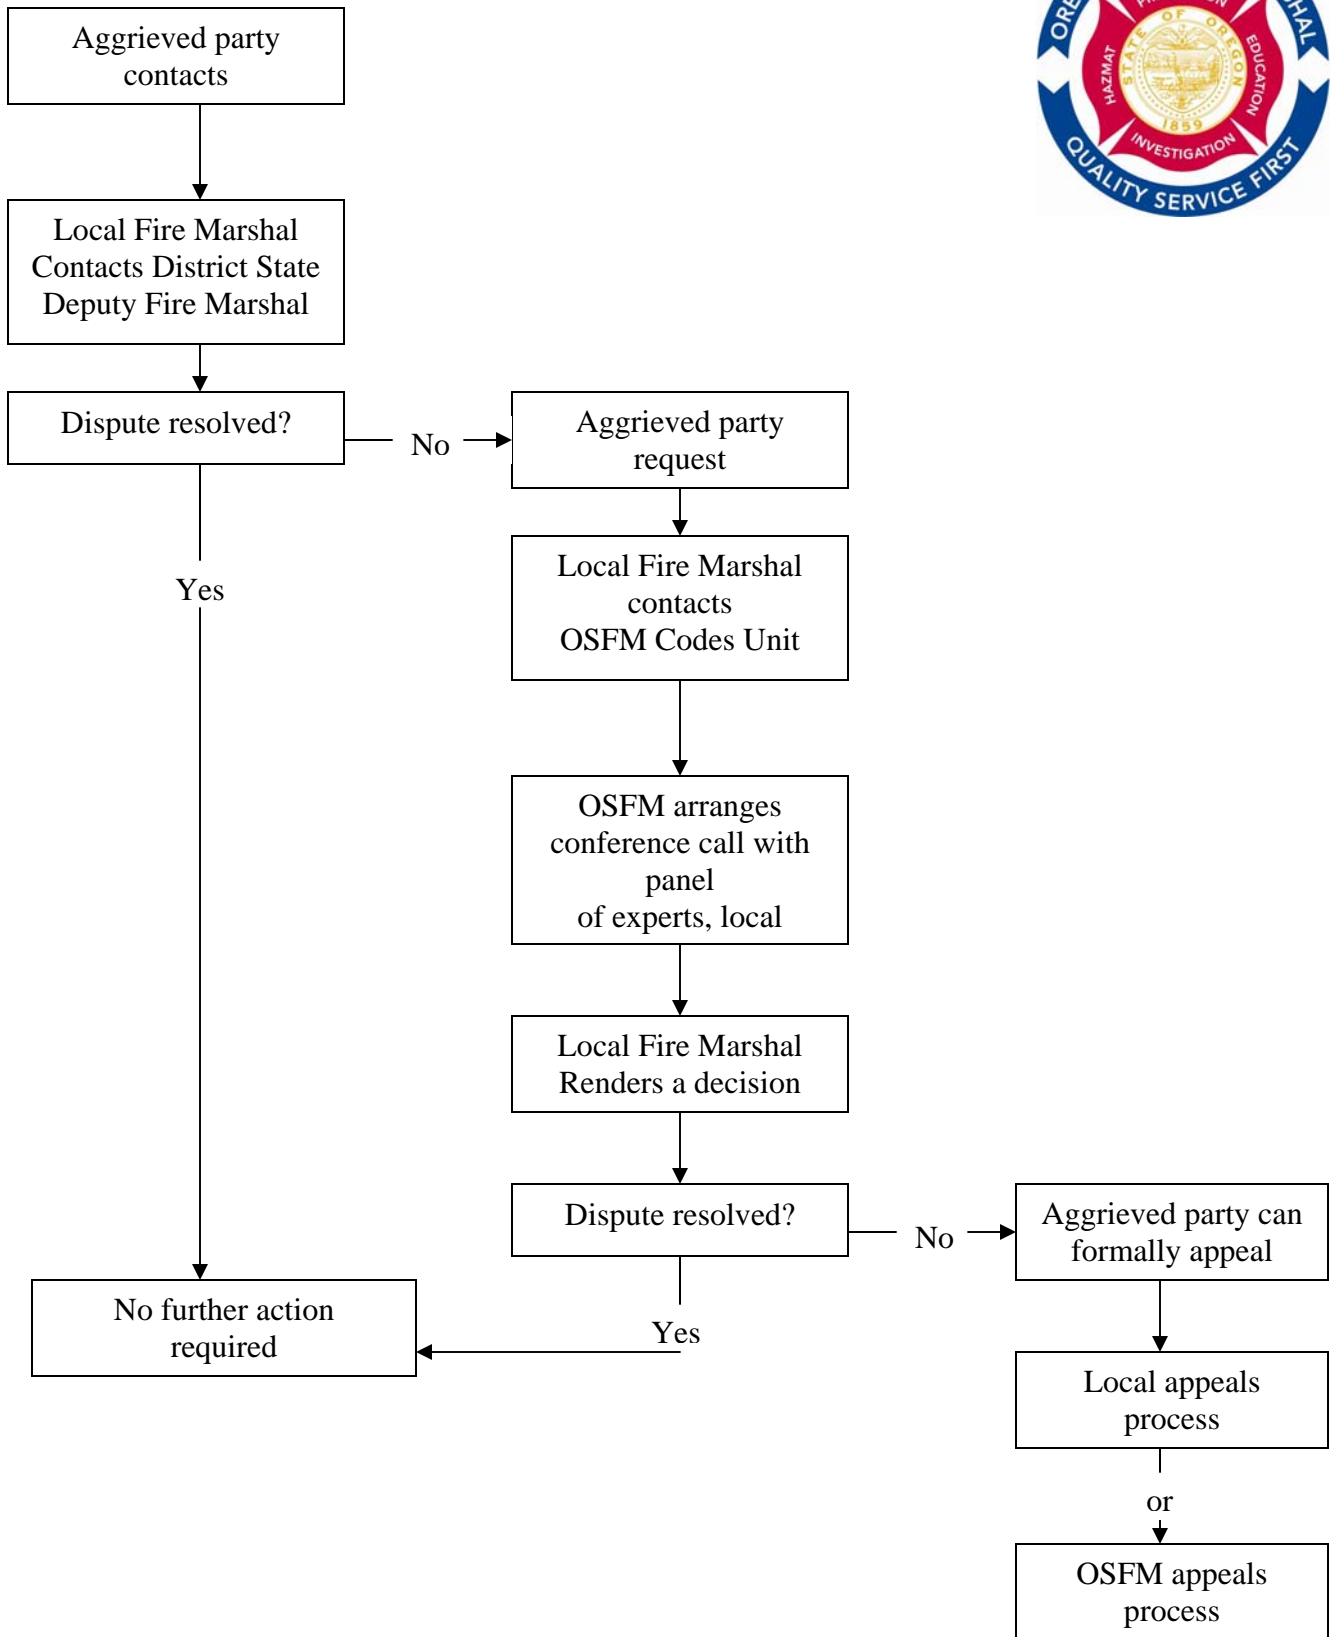 Aggrieved party
contacts
HAZMAT
EDUCATION
STATE OF OREGON
1859
INVESTIGATION
QUALITY SERVICE FIRST
Local Fire Marshal
Contacts District State
Deputy Fire Marshal
Dispute resolved?
No
Aggrieved party
request
Yes
Local Fire Marshal
contacts
OSFM Codes Unit
OSFM arranges
conference call with
panel
of experts, local
Local Fire Marshal
Renders a decision
Dispute resolved?
No
Aggrieved party can
formally appeal
No further action
required
Yes
Local appeals
process
or
OSFM appeals
process